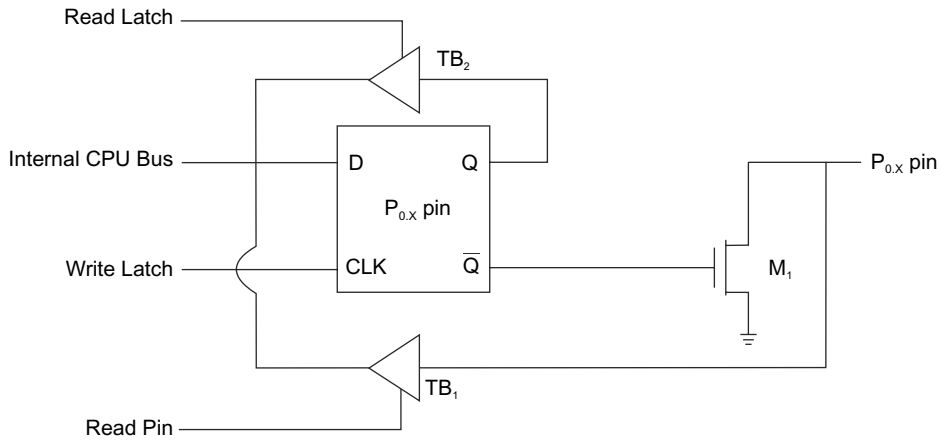 Read Latch
TB₂
Internal CPU Bus
D
Q
P₀.ₓ pin
P₀.ₓ pin
Write Latch
CLK
Q̅
M₁
TB₁
Read Pin